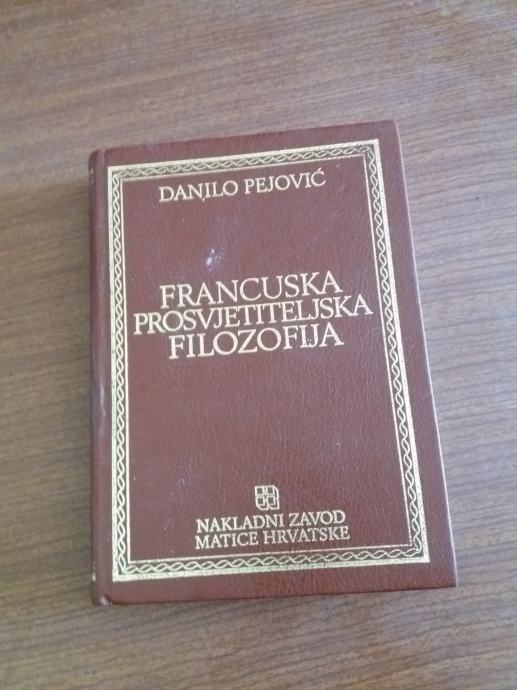 DANILO PEJOVIĆ
FRANCUSKA
PROSVJETITELJSKA
FILOZOFIJA
NAKLADNI ZAVOD
MATICE HRVATSKE